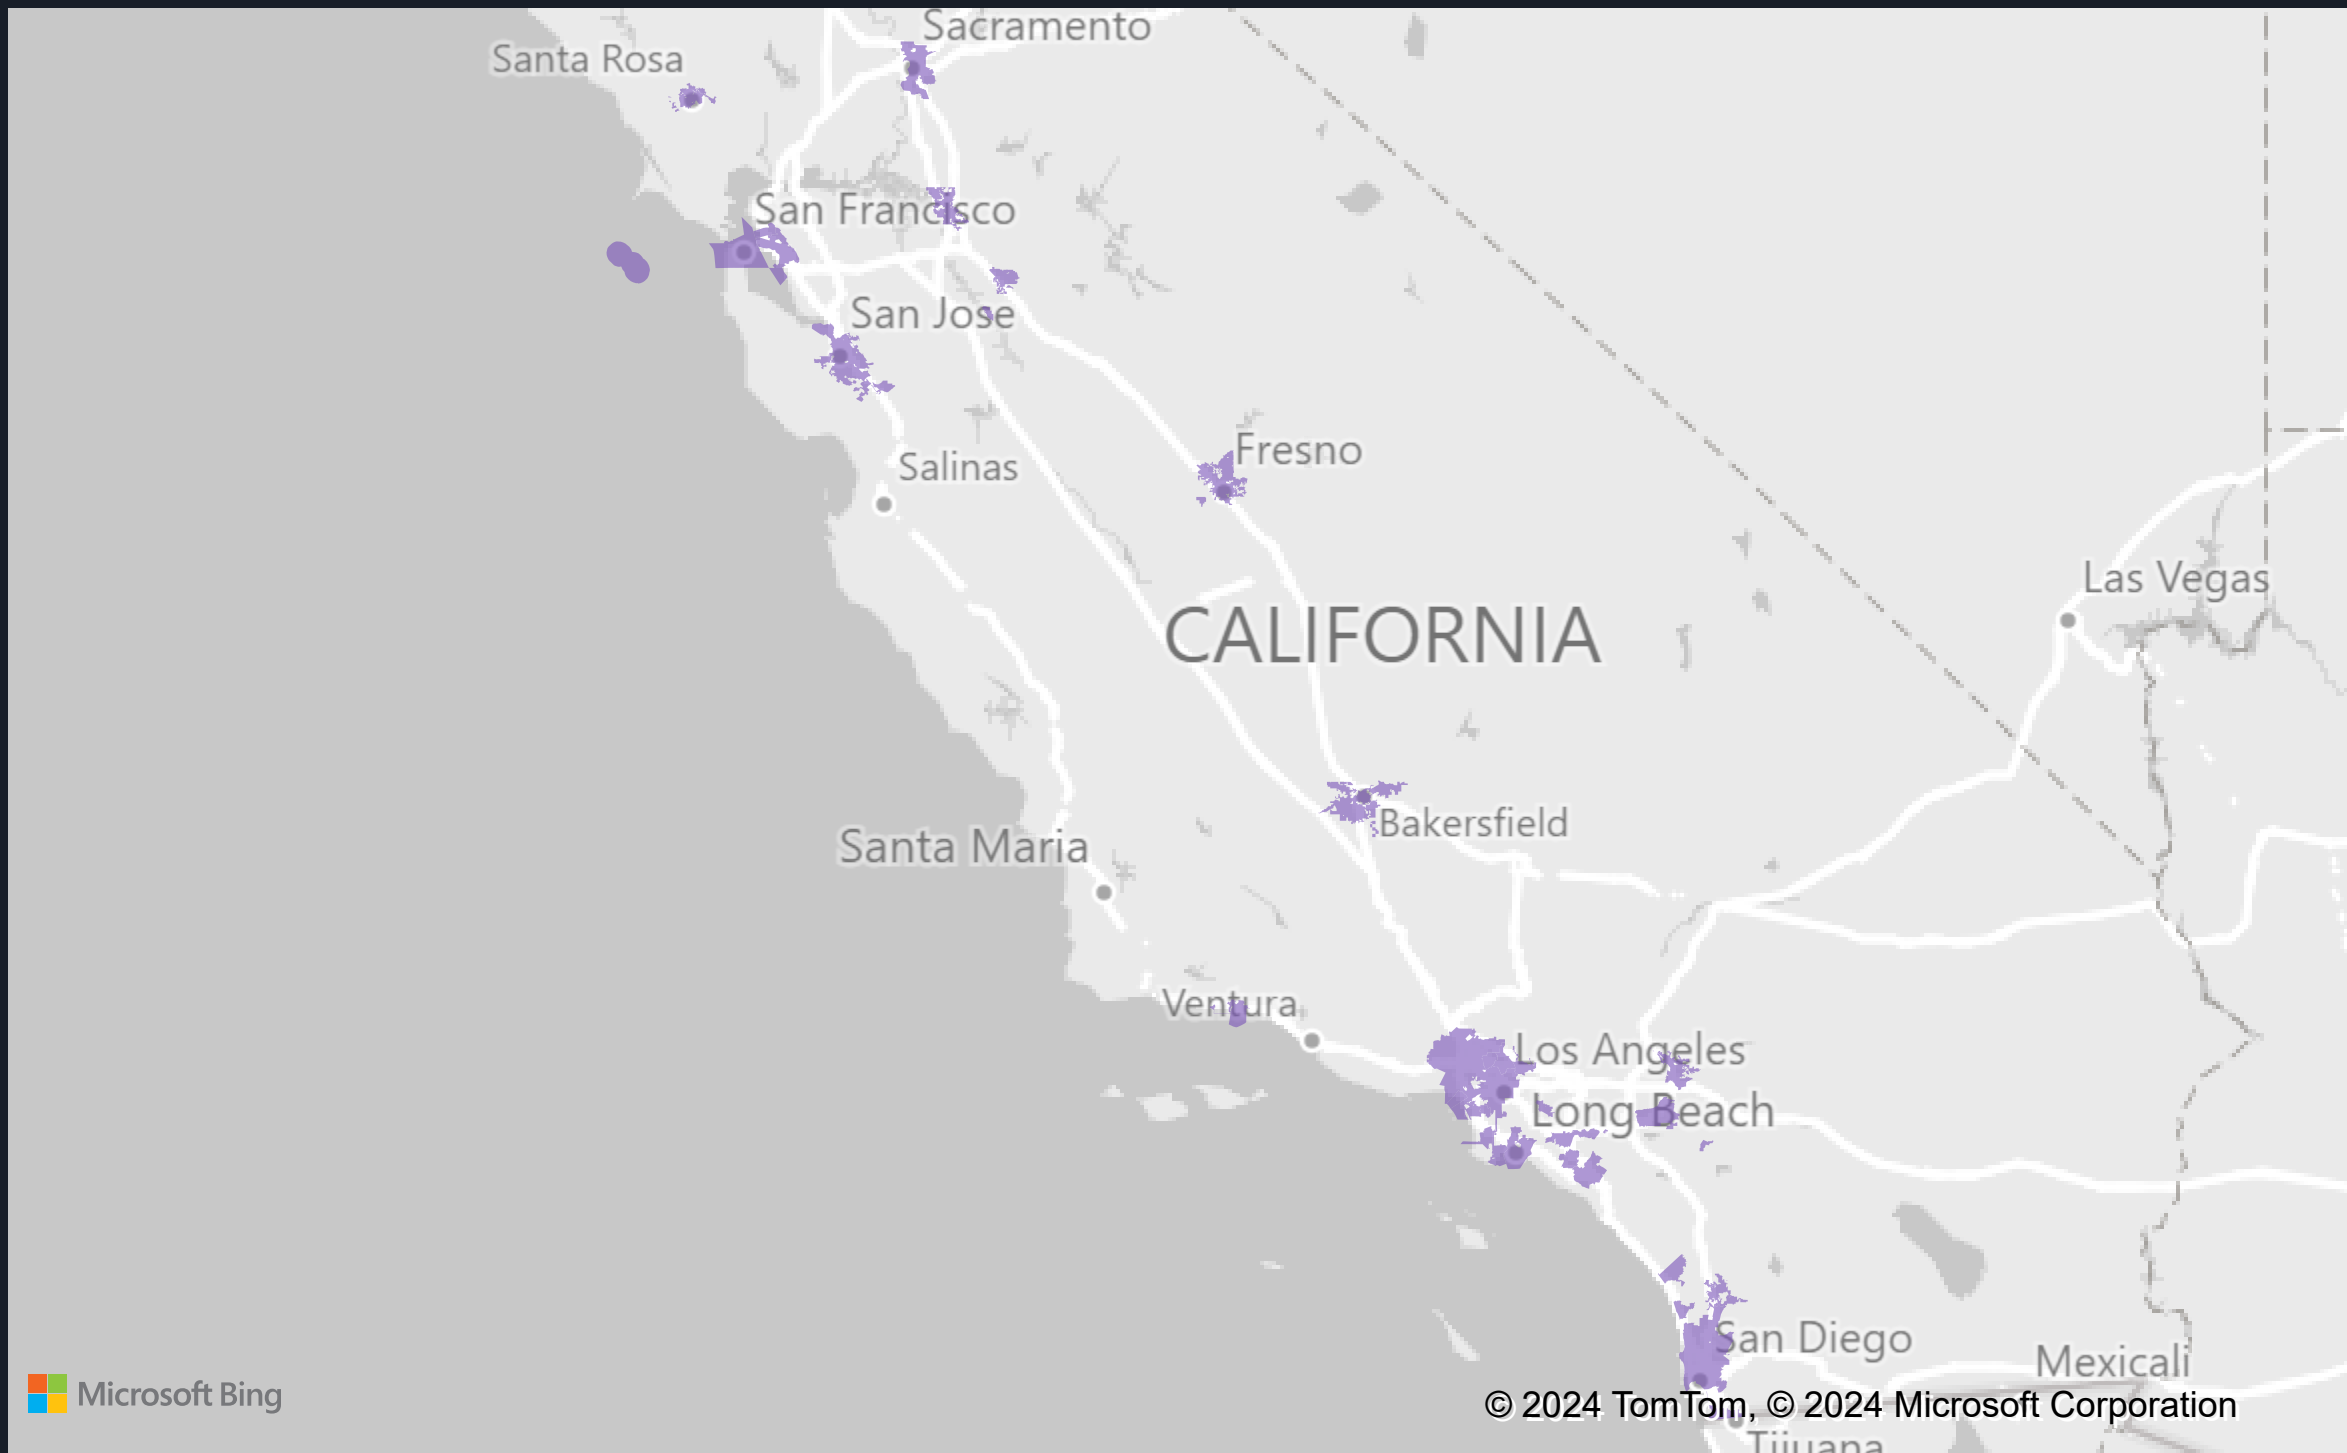 Sacramento
Santa Rosa
San Francisco
San Jose
Fresno
Salinas
Las Vegas
CALIFORNIA
Bakersfield
Santa Maria
Ventura
Los Angeles
Long Beach
San Diego
Mexicali
Microsoft Bing
© 2024 TomTom, © 2024 Microsoft Corporation
Tijuana